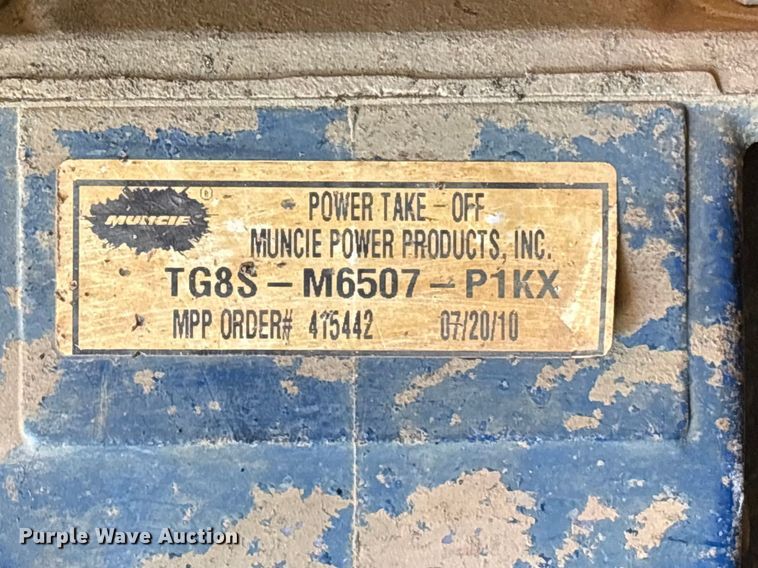 MUNCIE ®
POWER TAKE - OFF
MUNCIE POWER PRODUCTS, INC.
TG8S - M6507 - P1KX
MPP ORDER# 415442 07/20/10
Purple Wave Auction®